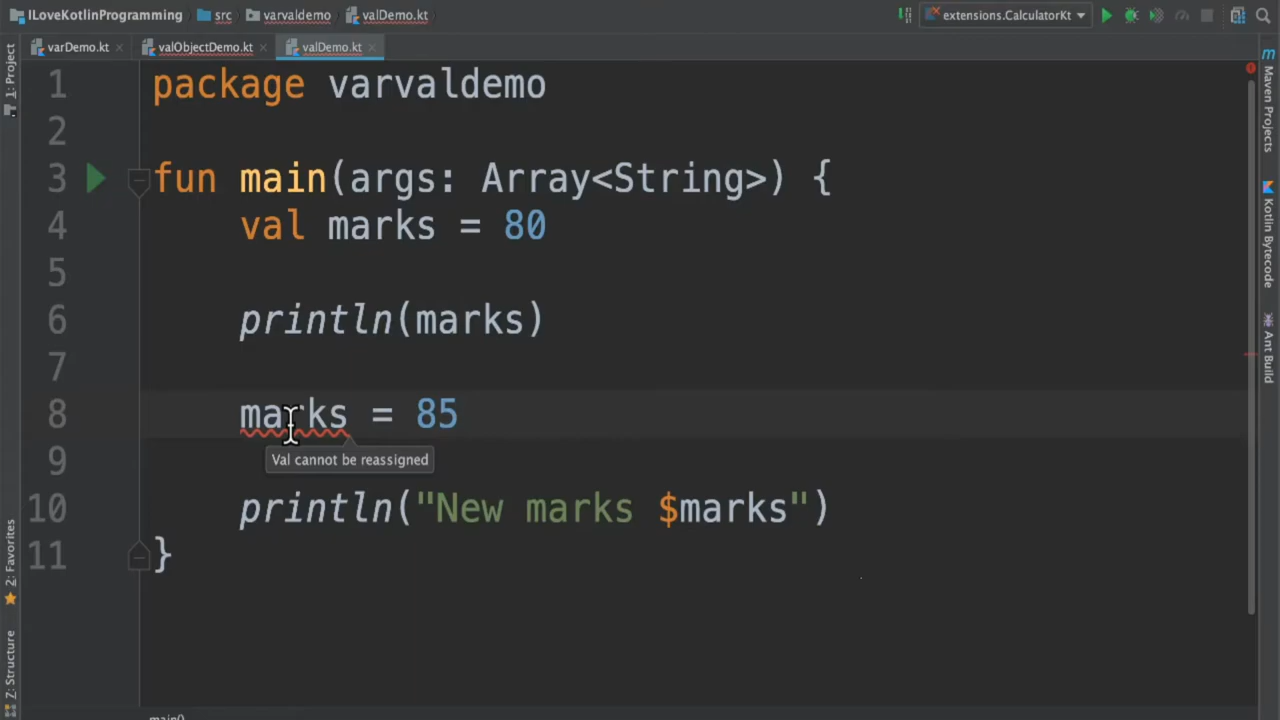 ILoveKotlinProgramming src varvaldemo valDemo.kt extensions.CalculatorKt
varDemo.kt valObjectDemo.kt valDemo.kt
1: Project
2: Favorites
Z: Structure
1 package varvaldemo
2
3 fun main(args: Array<String>) {
4 val marks = 80
5
6 println(marks)
7
8 marks = 85
9 Val cannot be reassigned
10 println("New marks $marks")
11 }
main()
m Maven Projects
Kotlin Bytecode
Ant Build